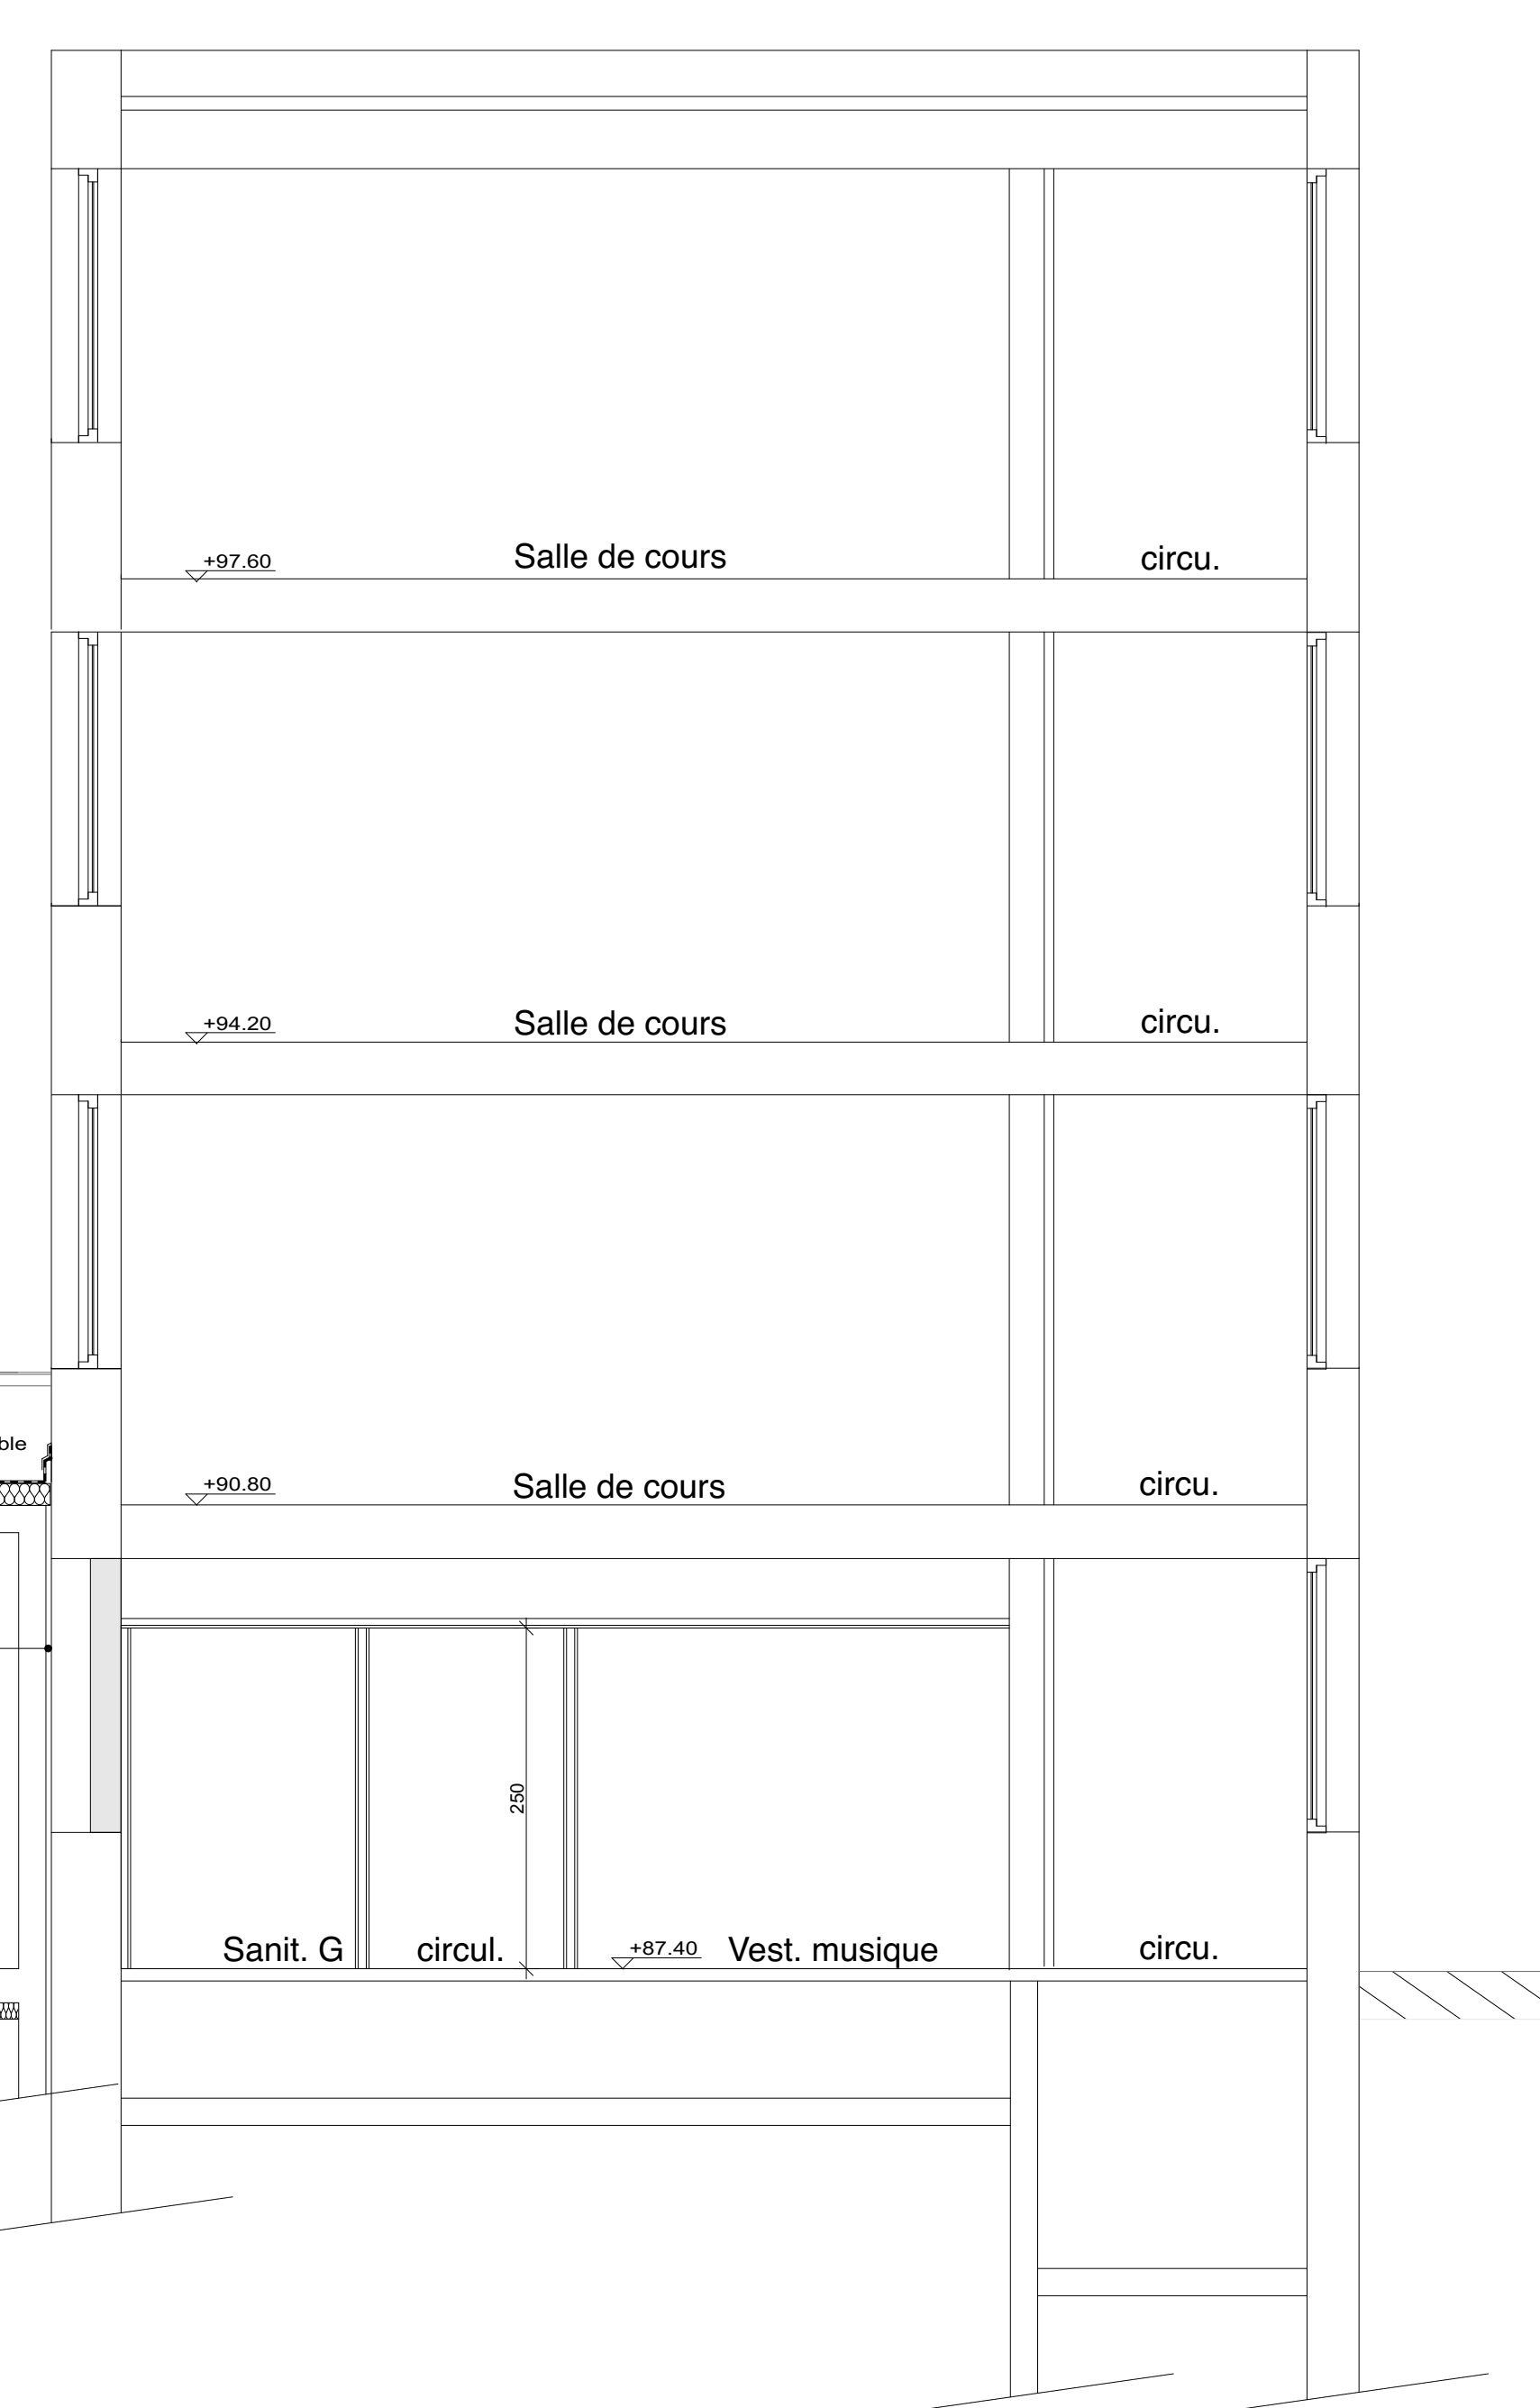 +97.60 Salle de cours circu.
+94.20 Salle de cours circu.
ble
+90.80 Salle de cours circu.
250
Sanit. G circul. +87.40 Vest. musique circu.